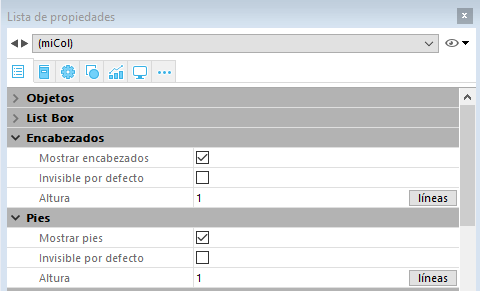 Lista de propiedades
x
(miCol)
Objetos
List Box
Encabezados
Mostrar encabezados
Invisible por defecto
Altura 1 líneas
Pies
Mostrar pies
Invisible por defecto
Altura 1 líneas